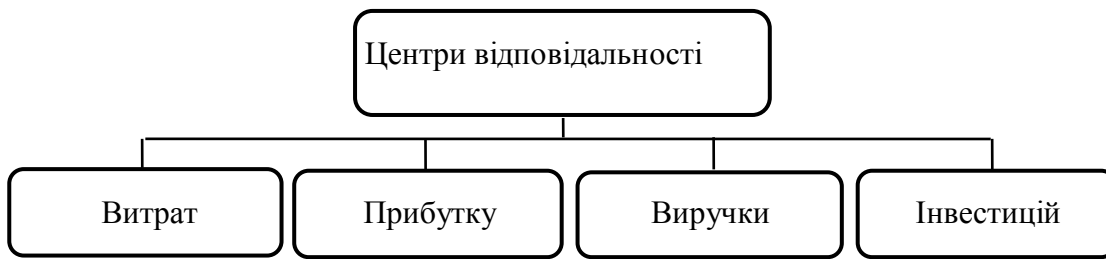 Центри відповідальності
Витрат
Прибутку
Виручки
Інвестицій